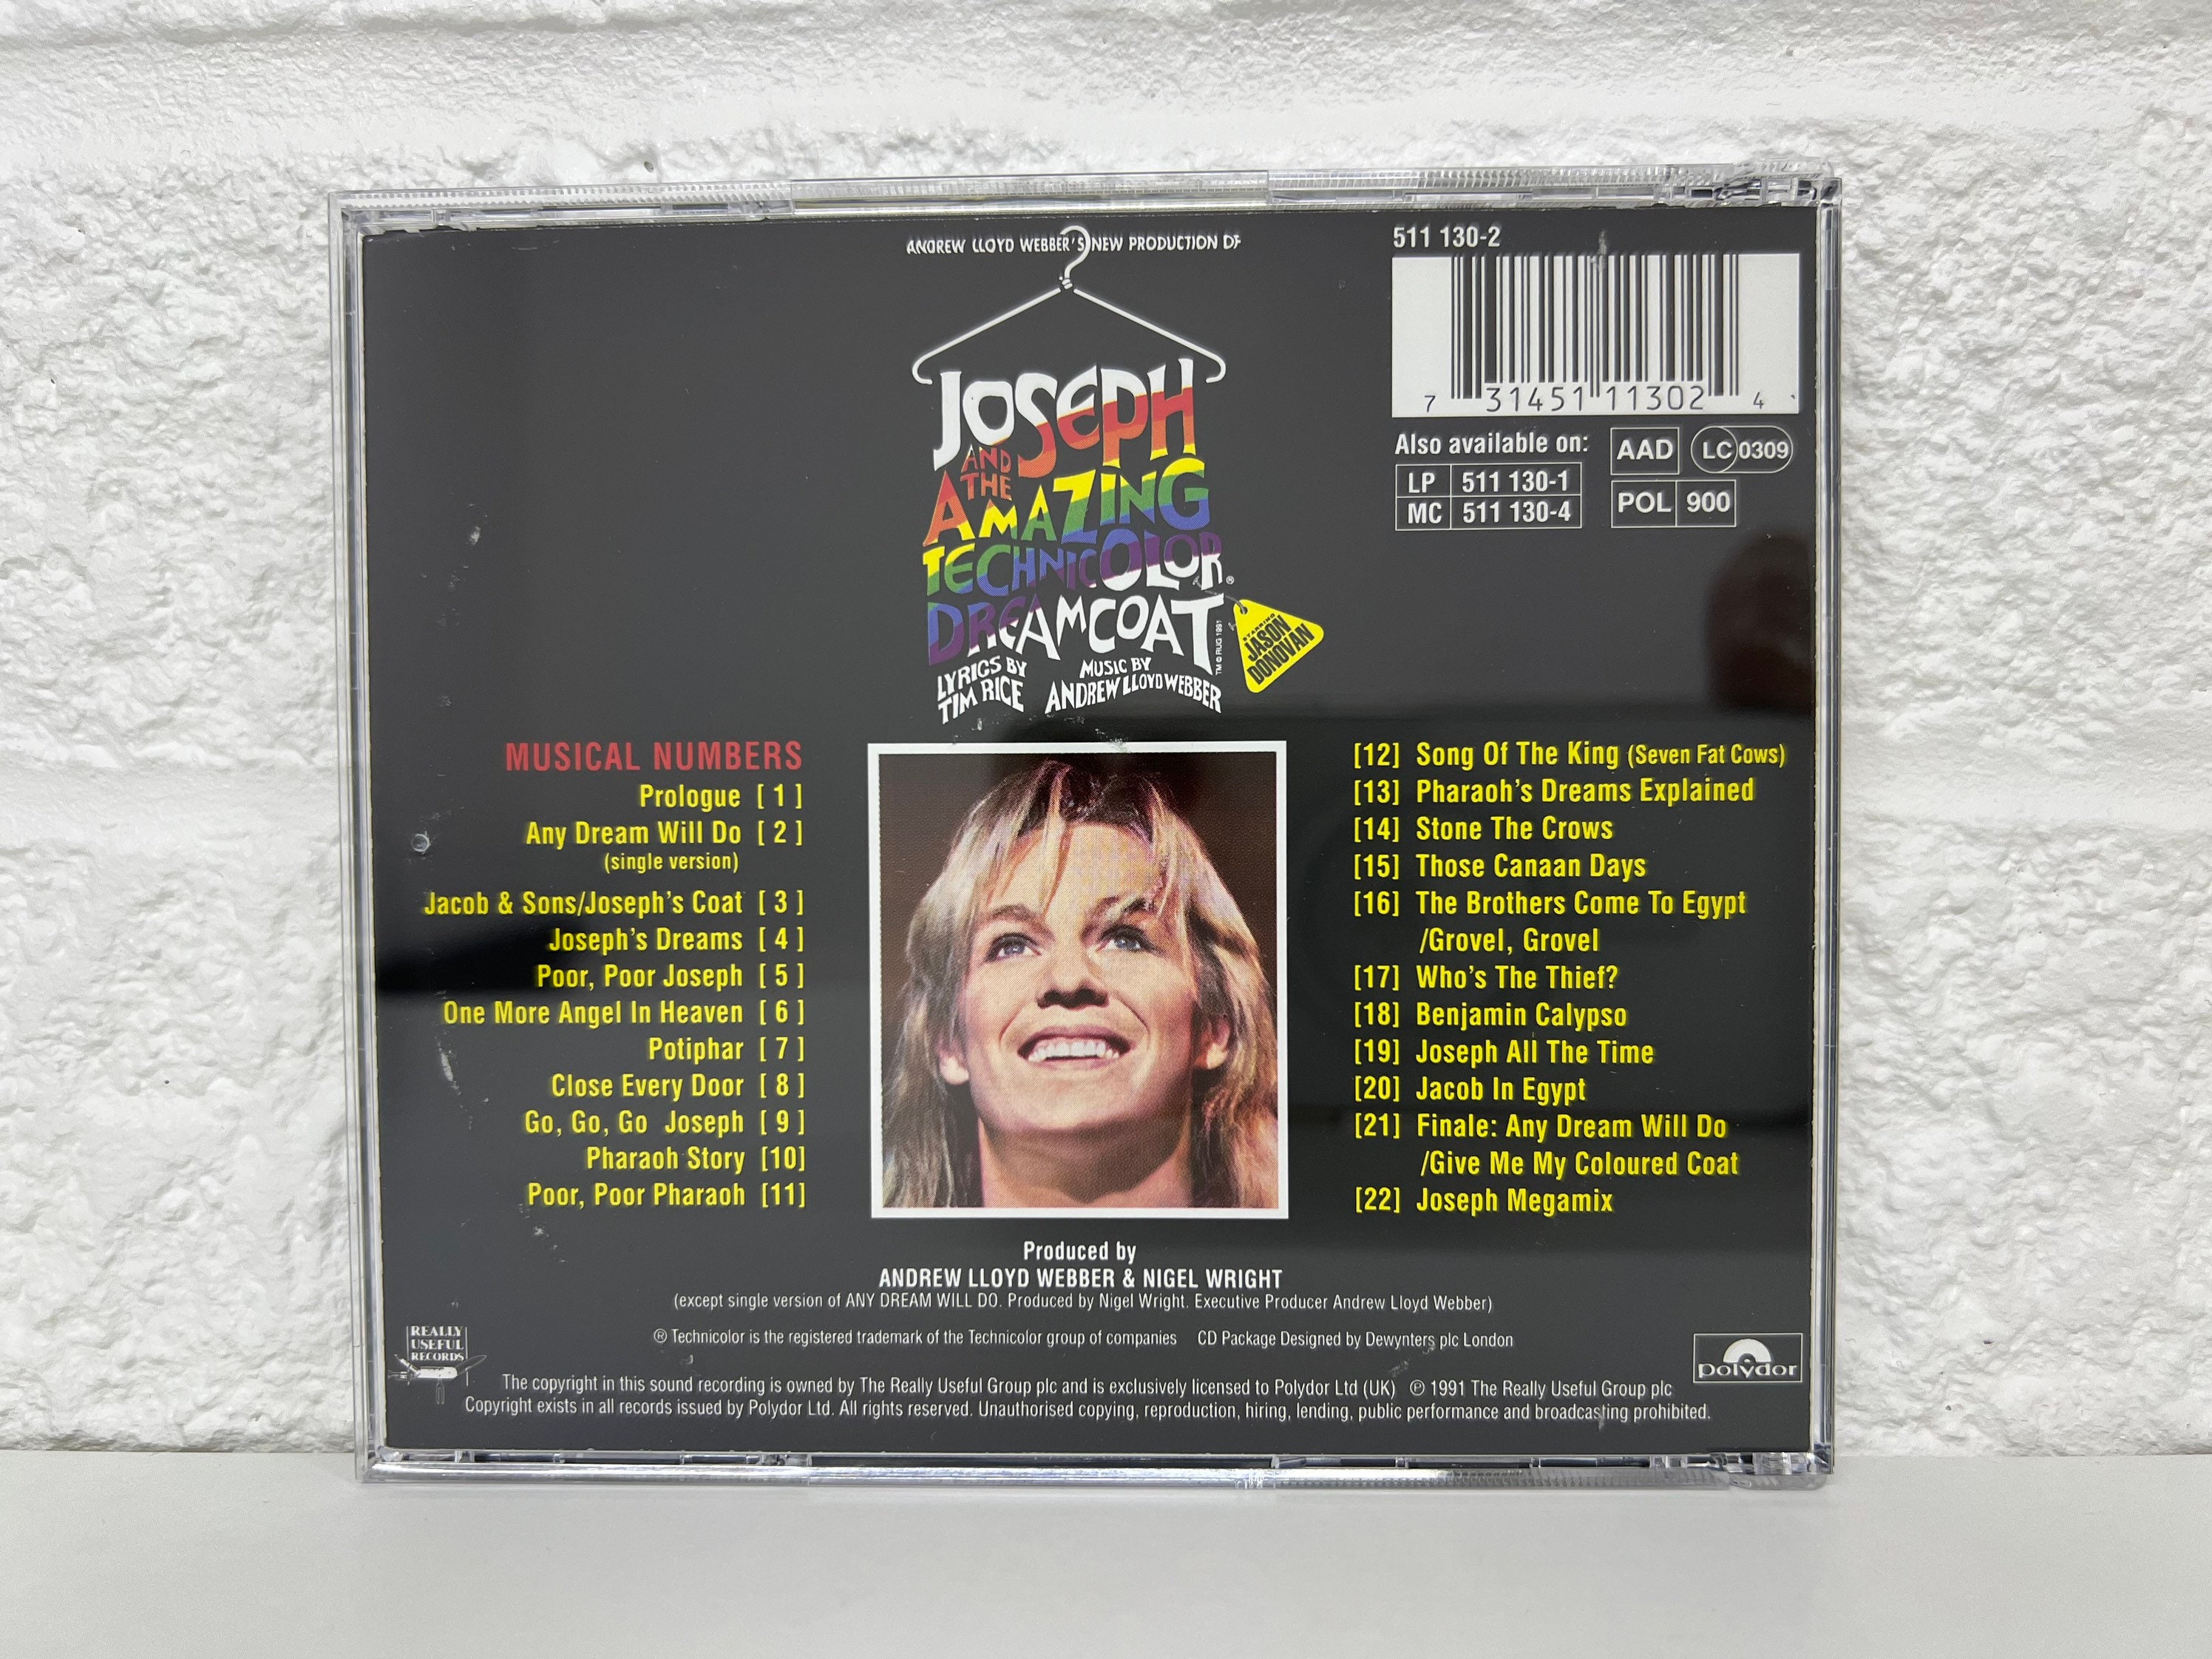 ANDREW LLOYD WEBBER'S NEW PRODUCTION OF
JOSEPH
AND
THE
AMAZING
TECHNICOLOR®
DREAMCOAT
TM © RUG 1991
STARRING
JASON
DONOVAN
LYRICS BY
TIM RICE
MUSIC BY
ANDREW LLOYD WEBBER
511 130-2
7 31451 11302 4
Also available on:
LP 511 130-1
MC 511 130-4
AAD
LC 0309
POL 900
MUSICAL NUMBERS
Prologue [ 1 ]
Any Dream Will Do [ 2 ]
(single version)
Jacob & Sons/Joseph's Coat [ 3 ]
Joseph's Dreams [ 4 ]
Poor, Poor Joseph [ 5 ]
One More Angel In Heaven [ 6 ]
Potiphar [ 7 ]
Close Every Door [ 8 ]
Go, Go, Go Joseph [ 9 ]
Pharaoh Story [10]
Poor, Poor Pharaoh [11]
[12] Song Of The King (Seven Fat Cows)
[13] Pharaoh's Dreams Explained
[14] Stone The Crows
[15] Those Canaan Days
[16] The Brothers Come To Egypt
/Grovel, Grovel
[17] Who's The Thief?
[18] Benjamin Calypso
[19] Joseph All The Time
[20] Jacob In Egypt
[21] Finale: Any Dream Will Do
/Give Me My Coloured Coat
[22] Joseph Megamix
Produced by
ANDREW LLOYD WEBBER & NIGEL WRIGHT
(except single version of ANY DREAM WILL DO. Produced by Nigel Wright. Executive Producer Andrew Lloyd Webber)
® Technicolor is the registered trademark of the Technicolor group of companies CD Package Designed by Dewynters plc London
REALLY
USEFUL
RECORDS
polydor
The copyright in this sound recording is owned by The Really Useful Group plc and is exclusively licensed to Polydor Ltd (UK) ℗ 1991 The Really Useful Group plc
Copyright exists in all records issued by Polydor Ltd. All rights reserved. Unauthorised copying, reproduction, hiring, lending, public performance and broadcasting prohibited.